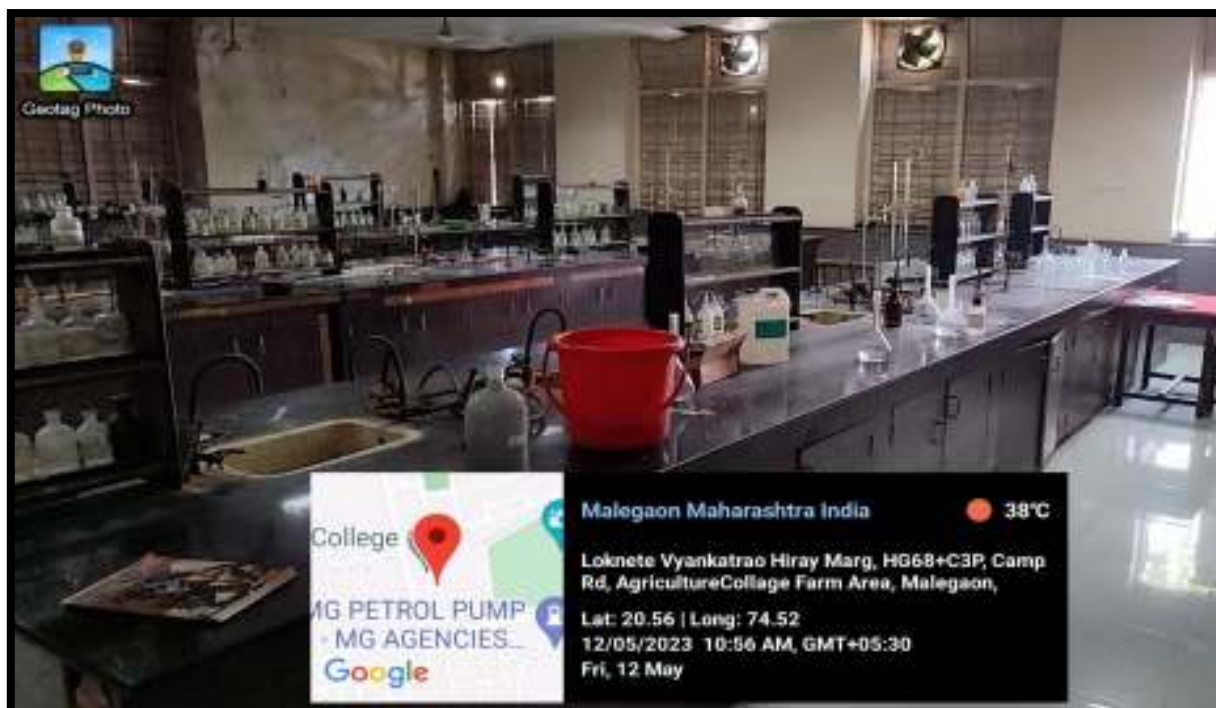 Geotag Photo
College
MG PETROL PUMP
- MG AGENCIES...
Google
Malegaon Maharashtra India
38°C
Loknete Vyankatrao Hiray Marg, HG68+C3P, Camp
Rd, AgricultureCollage Farm Area, Malegaon,
Lat: 20.56 | Long: 74.52
12/05/2023 10:56 AM, GMT+05:30
Fri, 12 May